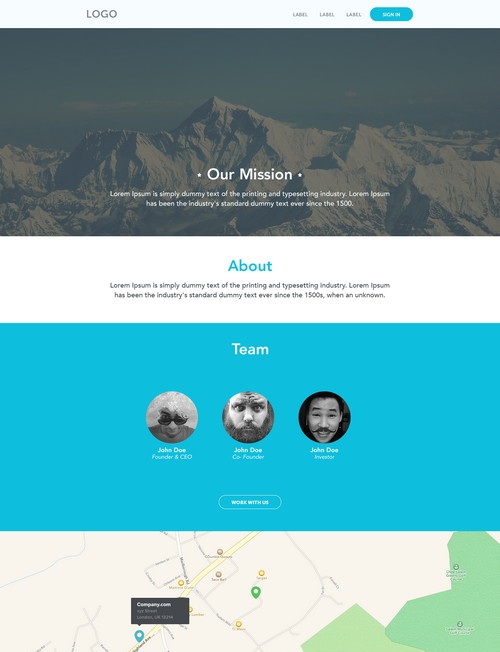 LOGO
LABEL LABEL LABEL SIGN IN
• Our Mission •
Lorem Ipsum is simply dummy text of the printing and typesetting industry. Lorem Ipsum
has been the industry's standard dummy text ever since the 1500.
About
Lorem Ipsum is simply dummy text of the printing and typesetting industry. Lorem Ipsum
has been the industry's standard dummy text ever since the 1500s, when an unknown.
Team
John Doe John Doe John Doe
Founder & CEO Co- Founder Investor
WORK WITH US
Company.com
Street
London, UK